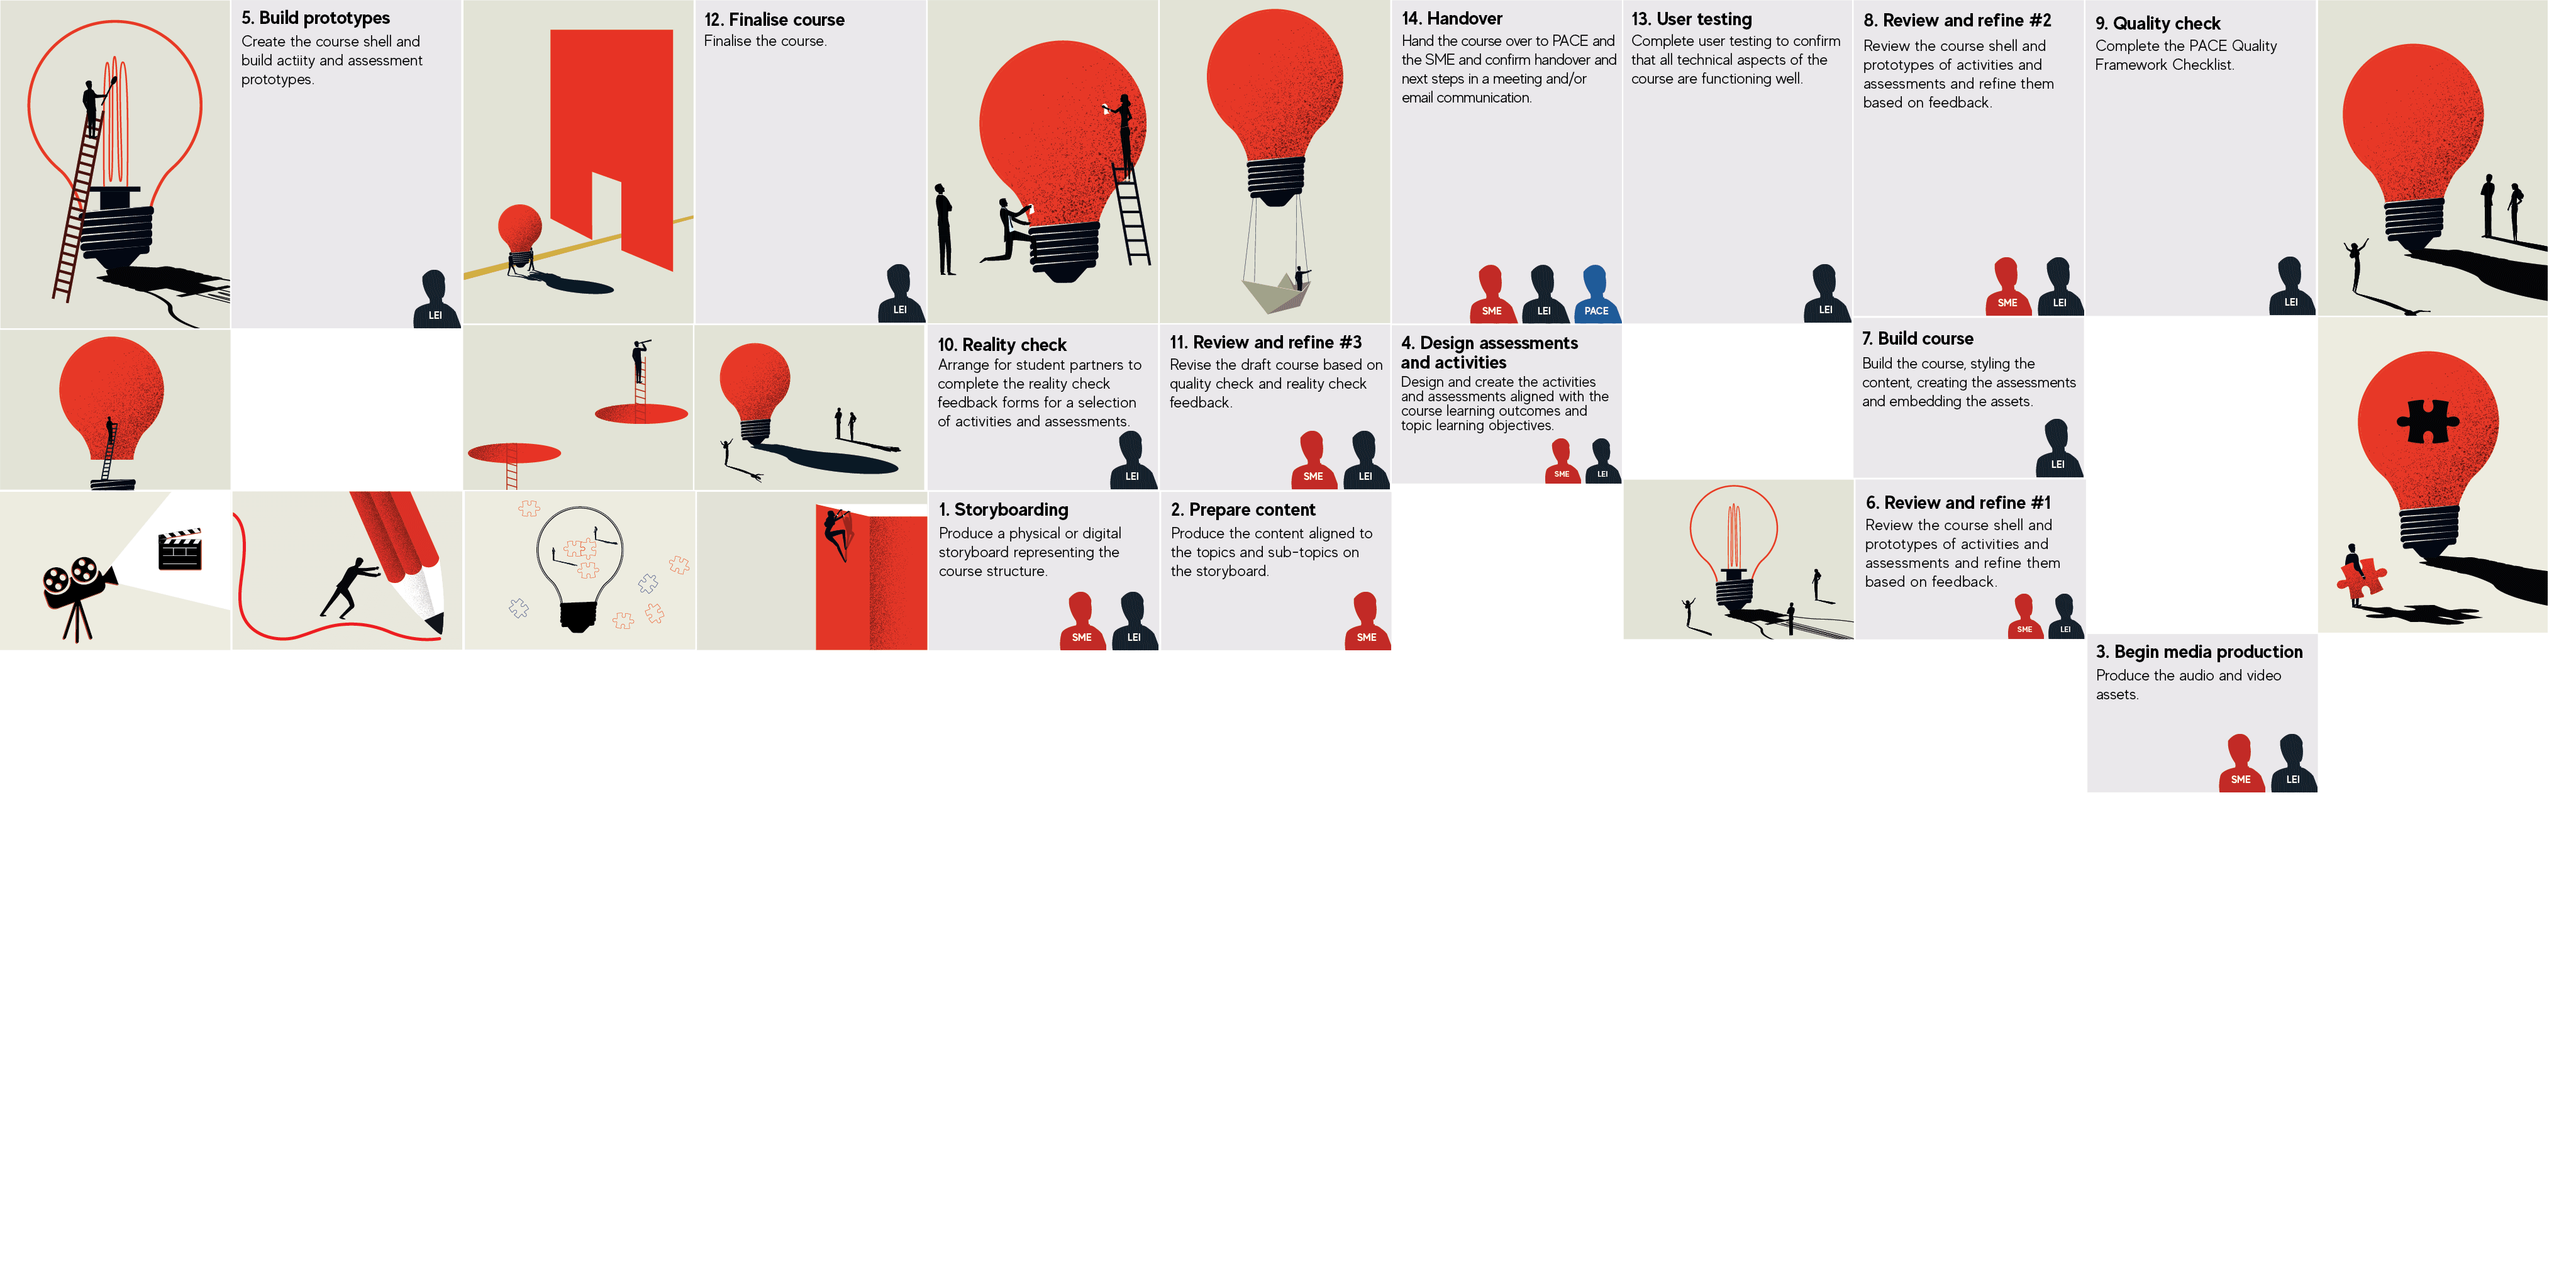 5. Build prototypes
Create the course shell and
build actiity and assessment
prototypes.
LEI
12. Finalise course
Finalise the course.
LEI
14. Handover
Hand the course over to PACE and
the SME and confirm handover and
next steps in a meeting and/or
email communication.
SME
LEI
PACE
13. User testing
Complete user testing to confirm
that all technical aspects of the
course are functioning well.
LEI
8. Review and refine #2
Review the course shell and
prototypes of activities and
assessments and refine them
based on feedback.
SME
LEI
9. Quality check
Complete the PACE Quality
Framework Checklist.
LEI
10. Reality check
Arrange for student partners to
complete the reality check
feedback forms for a selection
of activities and assessments.
LEI
11. Review and refine #3
Revise the draft course based on
quality check and reality check
feedback.
SME
LEI
4. Design assessments
and activities
Design and create the activities
and assessments aligned with the
course learning outcomes and
topic learning objectives.
SME
LEI
7. Build course
Build the course, styling the
content, creating the assessments
and embedding the assets.
LEI
1. Storyboarding
Produce a physical or digital
storyboard representing the
course structure.
SME
LEI
2. Prepare content
Produce the content aligned to
the topics and sub-topics on
the storyboard.
SME
6. Review and refine #1
Review the course shell and
prototypes of activities and
assessments and refine them
based on feedback.
SME
LEI
3. Begin media production
Produce the audio and video
assets.
SME
LEI